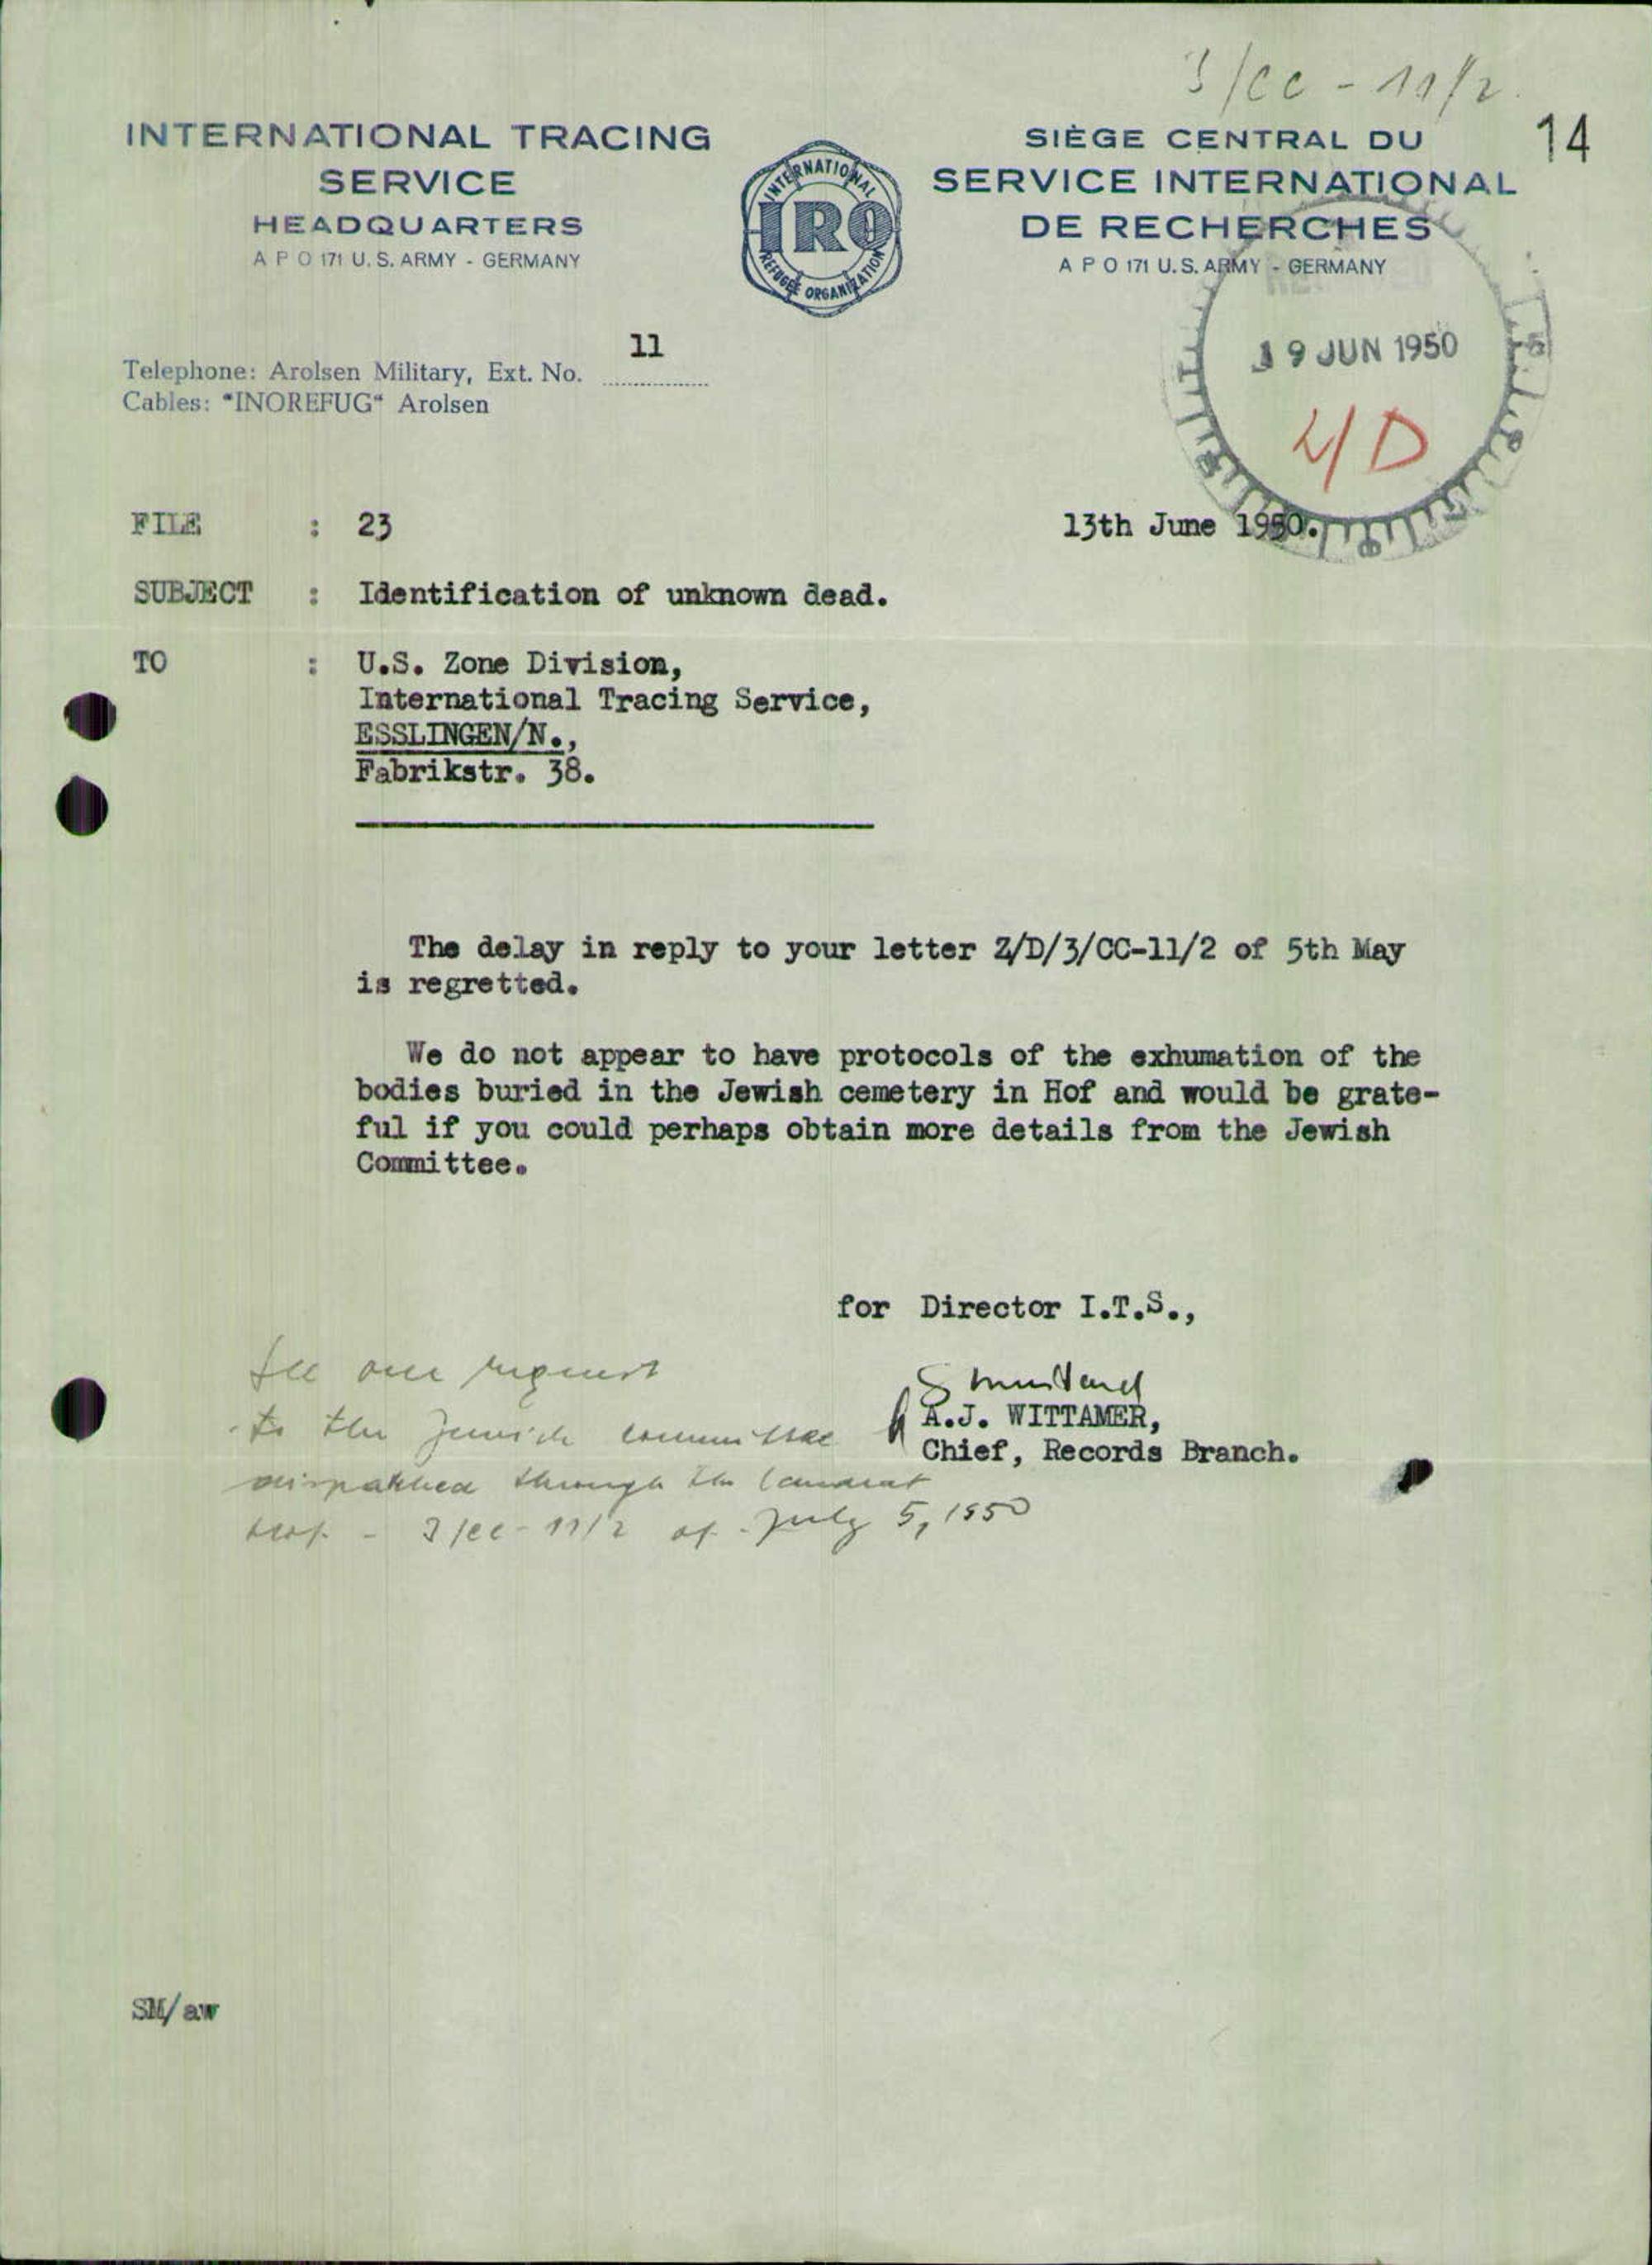 3/CC - 11/2.
14
INTERNATIONAL TRACING
SERVICE
HEADQUARTERS
A P O 171 U. S. ARMY - GERMANY
INTERNATIONAL
IRO
REFUGEE ORGANIZATION
SIÈGE CENTRAL DU
SERVICE INTERNATIONAL
DE RECHERCHES
A P O 171 U. S. ARMY - GERMANY
19 JUN 1950
Telephone: Arolsen Military, Ext. No. 11
Cables: "INOREFUG" Arolsen
FILE : 23
13th June 1950.
SUBJECT : Identification of unknown dead.
TO : U.S. Zone Division,
International Tracing Service,
ESSLINGEN/N.,
Fabrikstr. 38.
The delay in reply to your letter Z/D/3/CC-11/2 of 5th May
is regretted.
We do not appear to have protocols of the exhumation of the
bodies buried in the Jewish cemetery in Hof and would be grate-
ful if you could perhaps obtain more details from the Jewish
Committee.
for Director I.T.S.,
A.J. WITTAMER,
Chief, Records Branch.
See our request
to the Jewish committee
dispatched through the Landrat
Hof - 3/CC-11/2 of July 5, 1950
SM/aw